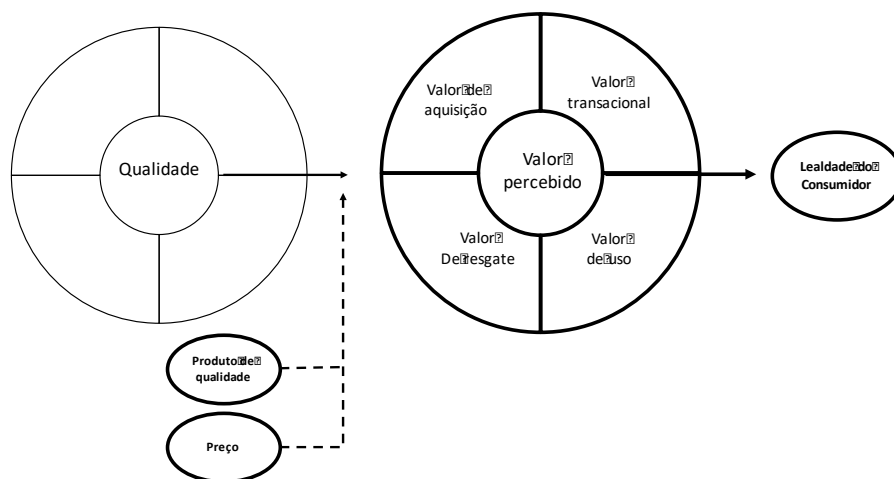 Qualidade
Valor de
aquisição
Valor
transacional
Valor
percebido
Valor
De resgate
Valor
de uso
Lealdade do
Consumidor
Produto de
qualidade
Preço